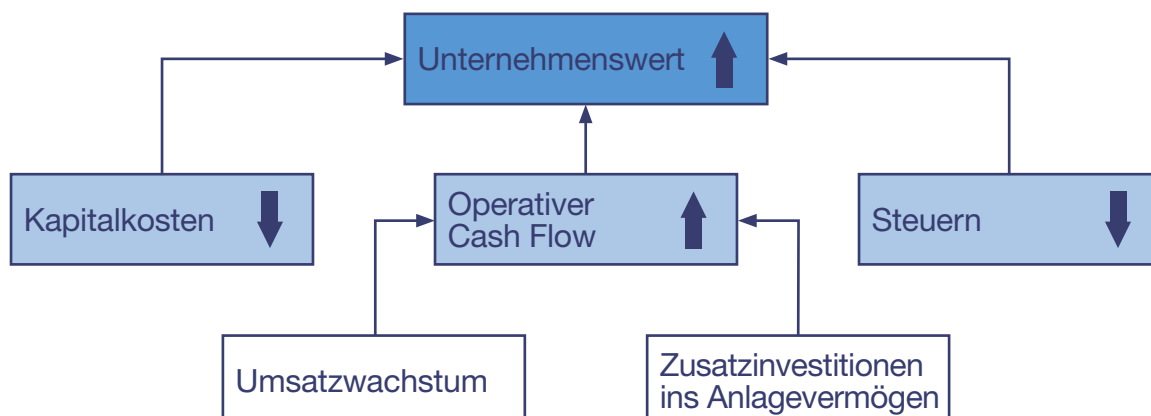 Unternehmenswert
Kapitalkosten
Operativer
Cash Flow
Steuern
Umsatzwachstum
Zusatzinvestitionen
ins Anlagevermögen